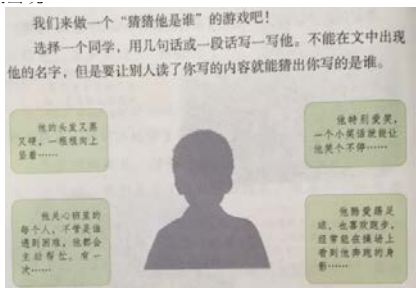 我们来做一个“猜猜他是谁”的游戏吧！
选择一个同学，用几句话或一段话写一写他。不能在文中出现
他的名字，但是要让别人读了你写的内容就能猜出你写的是谁。
他的头发又黑
又硬，一根根向上
竖着……
他特别爱笑，
一个小笑话就能让
他笑个不停……
他关心班里的
每个人，不管是谁
遇到困难，他都会
主动帮忙。有一
次……
他酷爱踢足
球，也喜欢跑步，
经常能在操场上
看到他奔跑的身
影……